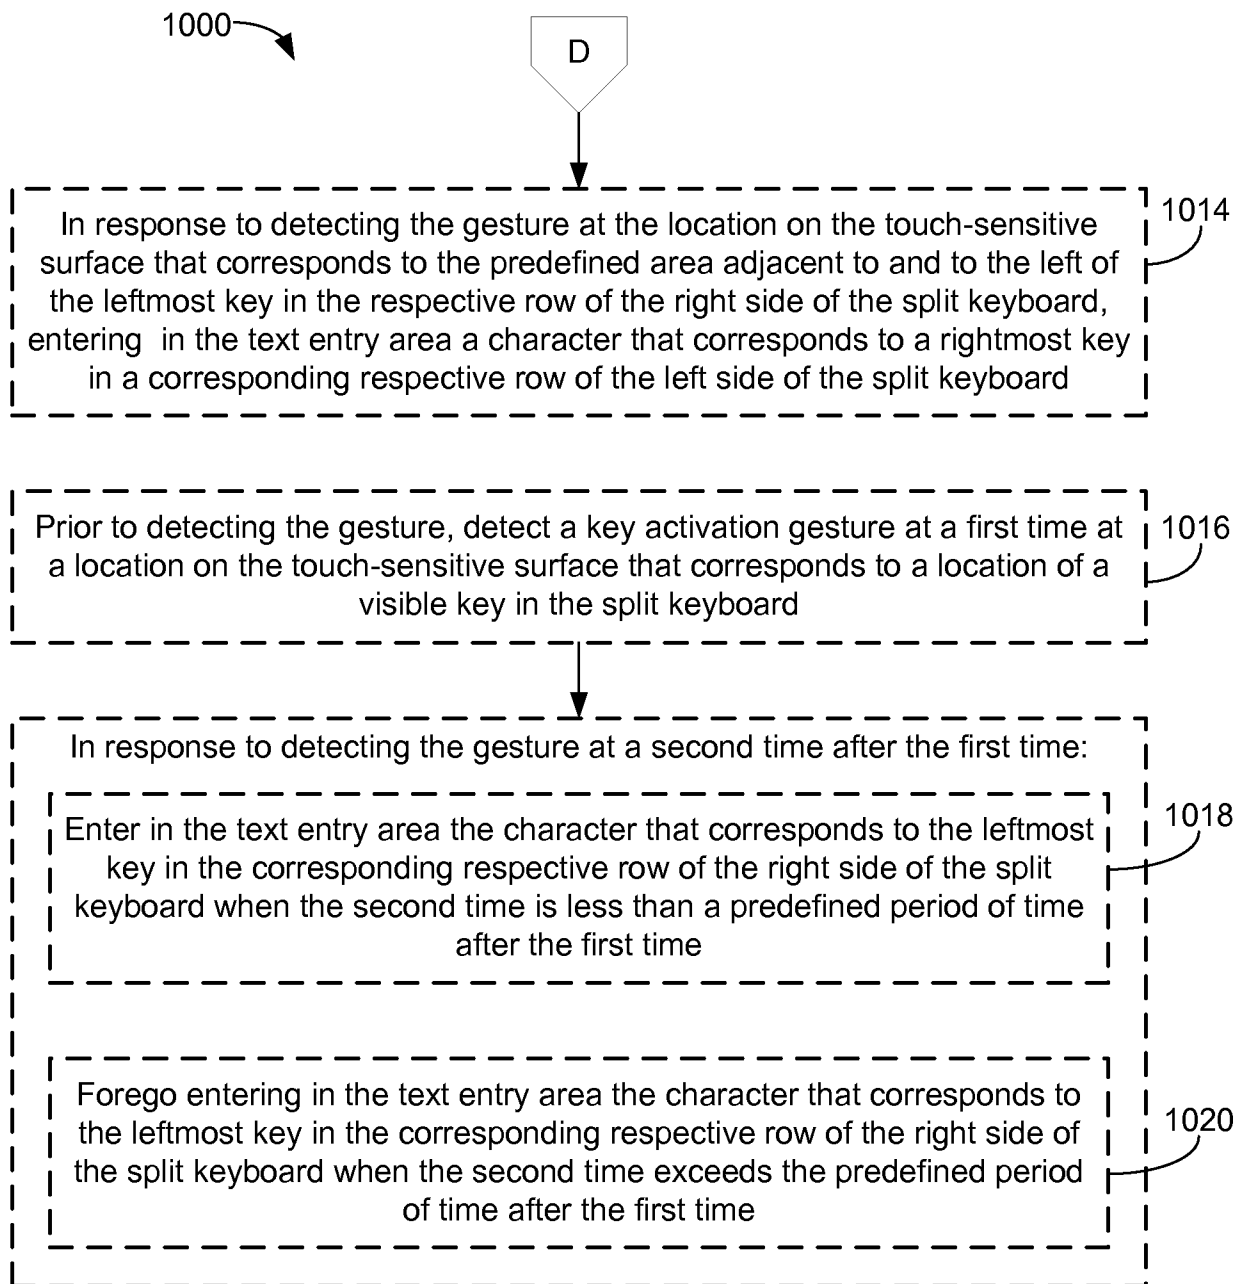 1000
D
In response to detecting the gesture at the location on the touch-sensitive
surface that corresponds to the predefined area adjacent to and to the left of
the leftmost key in the respective row of the right side of the split keyboard,
entering  in the text entry area a character that corresponds to a rightmost key
in a corresponding respective row of the left side of the split keyboard
1014
Prior to detecting the gesture, detect a key activation gesture at a first time at
a location on the touch-sensitive surface that corresponds to a location of a
visible key in the split keyboard
1016
In response to detecting the gesture at a second time after the first time:
Enter in the text entry area the character that corresponds to the leftmost
key in the corresponding respective row of the right side of the split
keyboard when the second time is less than a predefined period of time
after the first time
1018
Forego entering in the text entry area the character that corresponds to
the leftmost key in the corresponding respective row of the right side of
the split keyboard when the second time exceeds the predefined period
of time after the first time
1020